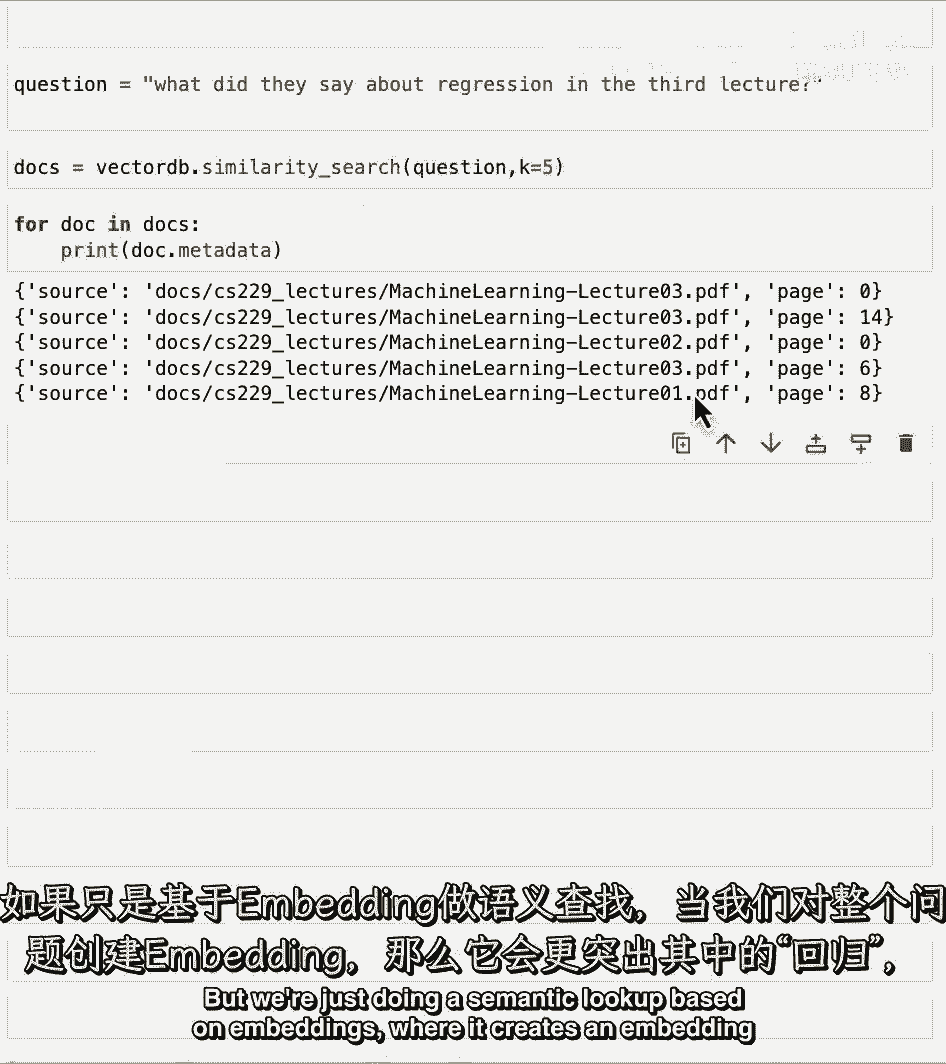 question = "what did they say about regression in the third lecture?"
docs = vectordb.similarity_search(question,k=5)
for doc in docs:
    print(doc.metadata)
{'source': 'docs/cs229_lectures/MachineLearning-Lecture03.pdf', 'page': 0}
{'source': 'docs/cs229_lectures/MachineLearning-Lecture03.pdf', 'page': 14}
{'source': 'docs/cs229_lectures/MachineLearning-Lecture02.pdf', 'page': 0}
{'source': 'docs/cs229_lectures/MachineLearning-Lecture03.pdf', 'page': 6}
{'source': 'docs/cs229_lectures/MachineLearning-Lecture01.pdf', 'page': 8}
如果只是基于Embedding做语义查找，当我们对整个问
题创建Embedding，那么它会更突出其中的“回归”，
But we're just doing a semantic lookup based
on embeddings, where it creates an embedding